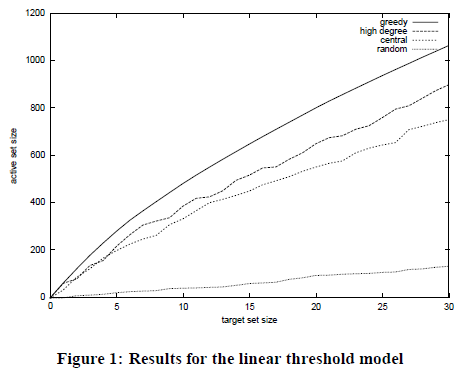 1200
1000
800
600
400
200
0
active set size
greedy
high degree
central
random
0 5 10 15 20 25 30
target set size
Figure 1: Results for the linear threshold model